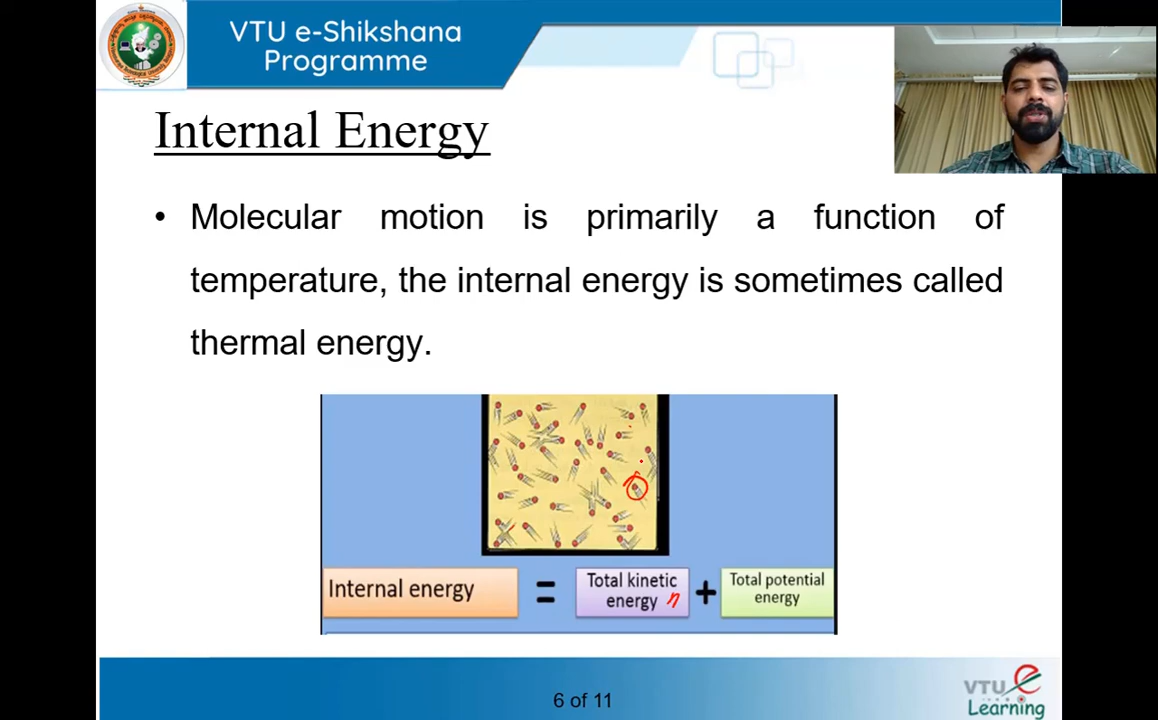 VTU e-Shikshana
Programme
Internal Energy
• Molecular motion is primarily a function of
temperature, the internal energy is sometimes called
thermal energy.
Internal energy = Total kinetic energy n + Total potential energy
6 of 11
VTU e
Learning